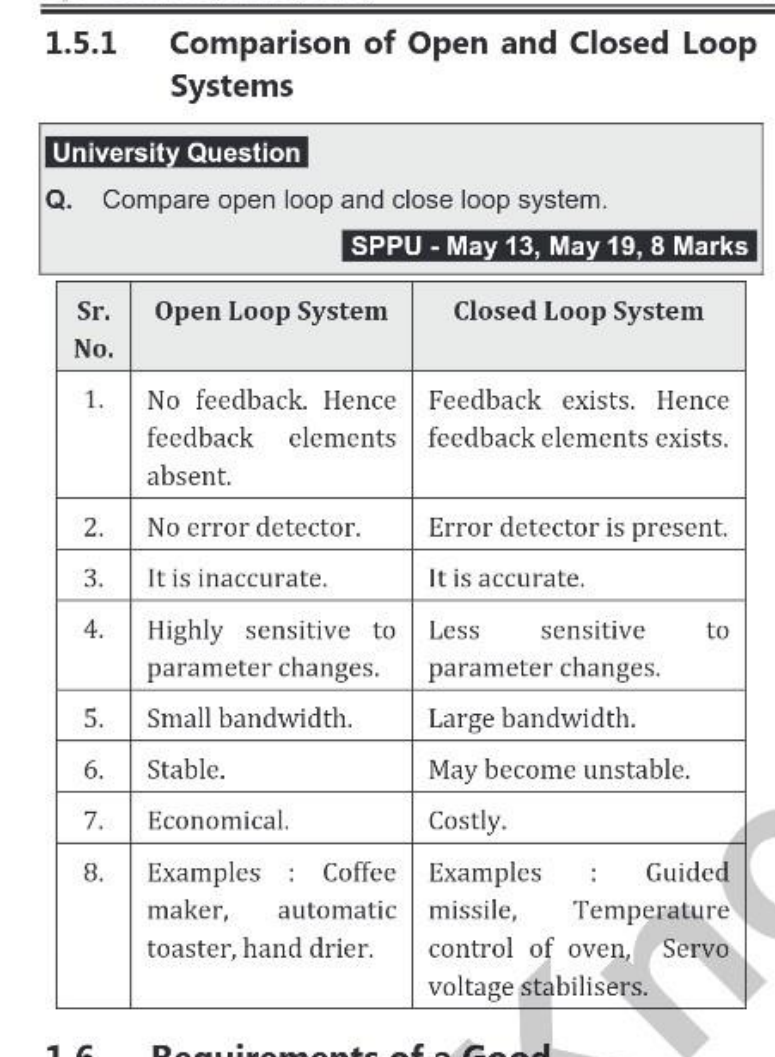 1.5.1 Comparison of Open and Closed Loop
Systems
University Question
Q. Compare open loop and close loop system.
SPPU - May 13, May 19, 8 Marks
Sr. No. Open Loop System Closed Loop System
1. No feedback. Hence feedback elements absent. Feedback exists. Hence feedback elements exists.
2. No error detector. Error detector is present.
3. It is inaccurate. It is accurate.
4. Highly sensitive to parameter changes. Less sensitive to parameter changes.
5. Small bandwidth. Large bandwidth.
6. Stable. May become unstable.
7. Economical. Costly.
8. Examples : Coffee maker, automatic toaster, hand drier. Examples : Guided missile, Temperature control of oven, Servo voltage stabilisers.
1.6 Requirements of a Good